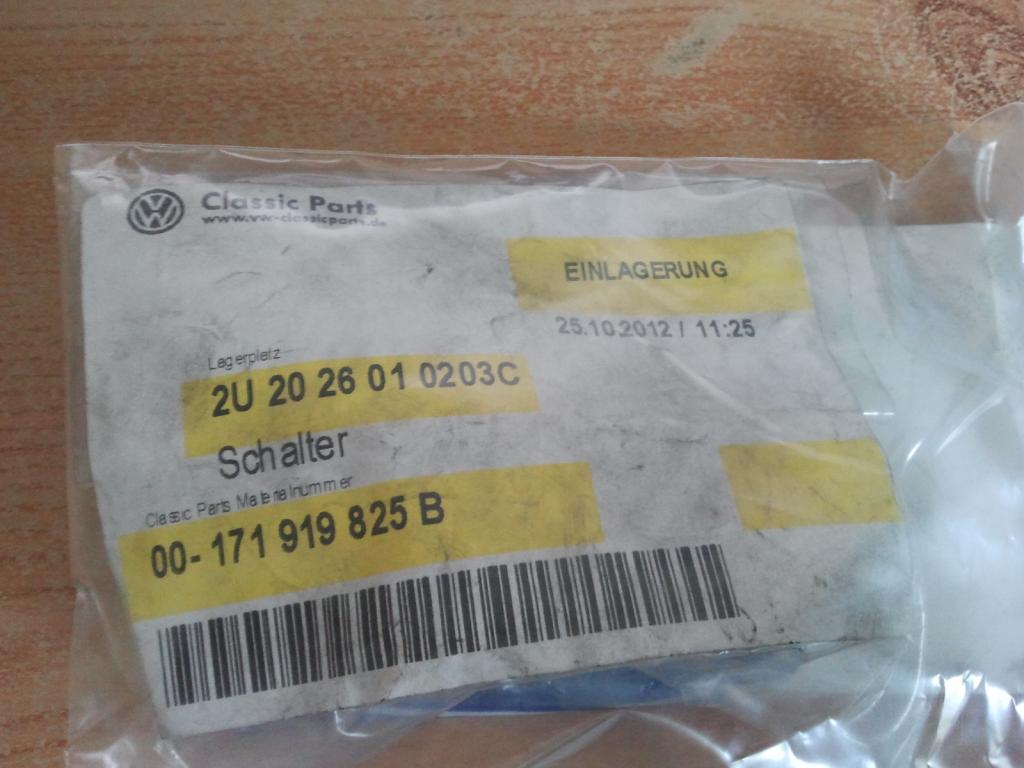 Classic Parts
www.vw-classicparts.de
EINLAGERUNG
25.10.2012 / 11:25
Lagerplatz
2U 20 26 01 0203C
Schalter
Classic Parts Materialnummer
00- 171 919 825 B